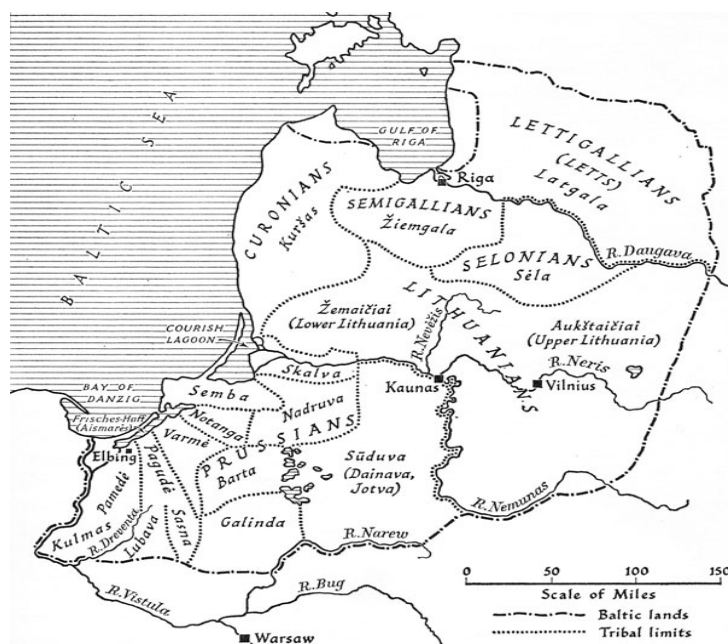 BALTIC SEA
GULF OF
RIGA
Riga
LETTIGALLIANS
(LETTS)
Latgala
CURONIANS
Kuršas
SEMIGALLIANS
Žiemgala
SELONIANS
Sėla
R. Daugava
LITHUANIANS
Žemaičiai
(Lower Lithuania)
R. Nevėžis
Aukštaičiai
(Upper Lithuania)
R. Neris
Kaunas
Vilnius
COURISH
LAGOON
BAY OF
DANZIG
Frisches-Haff
(Aismarės)
Skalva
Semba
Nadruva
Notanga
Varmė
PRUSSIANS
Elbing
Pagudė
Barta
Sūduva
(Dainava,
Jotva)
Pamedė
Kulmas
R. Dreventa
Lubava
Sasna
Galinda
R. Nemunas
R. Narew
R. Vistula
R. Bug
Warsaw
0 50 100 150
Scale of Miles
Baltic lands
Tribal limits